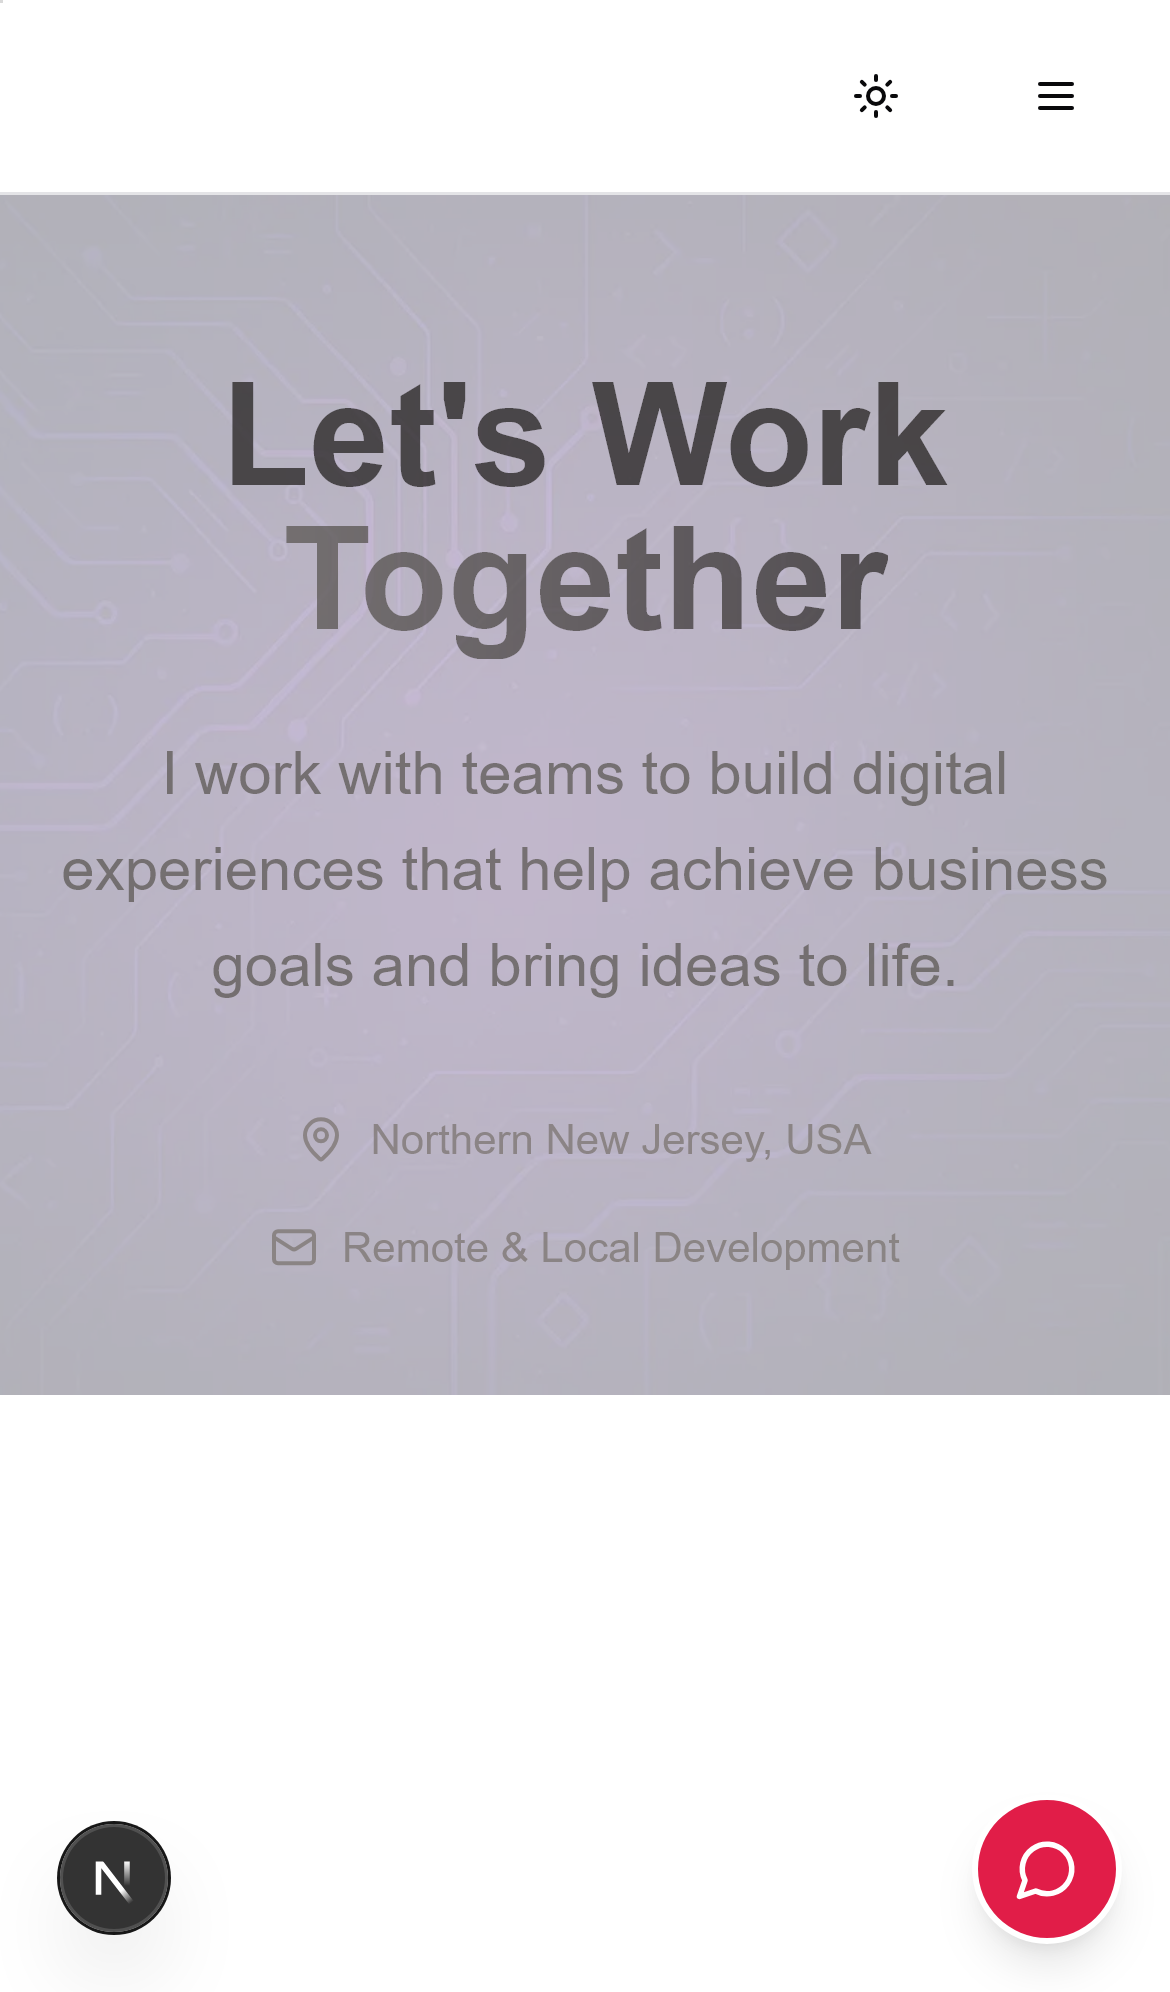 Let's Work
Together
I work with teams to build digital
experiences that help achieve business
goals and bring ideas to life.
Northern New Jersey, USA
Remote & Local Development
N